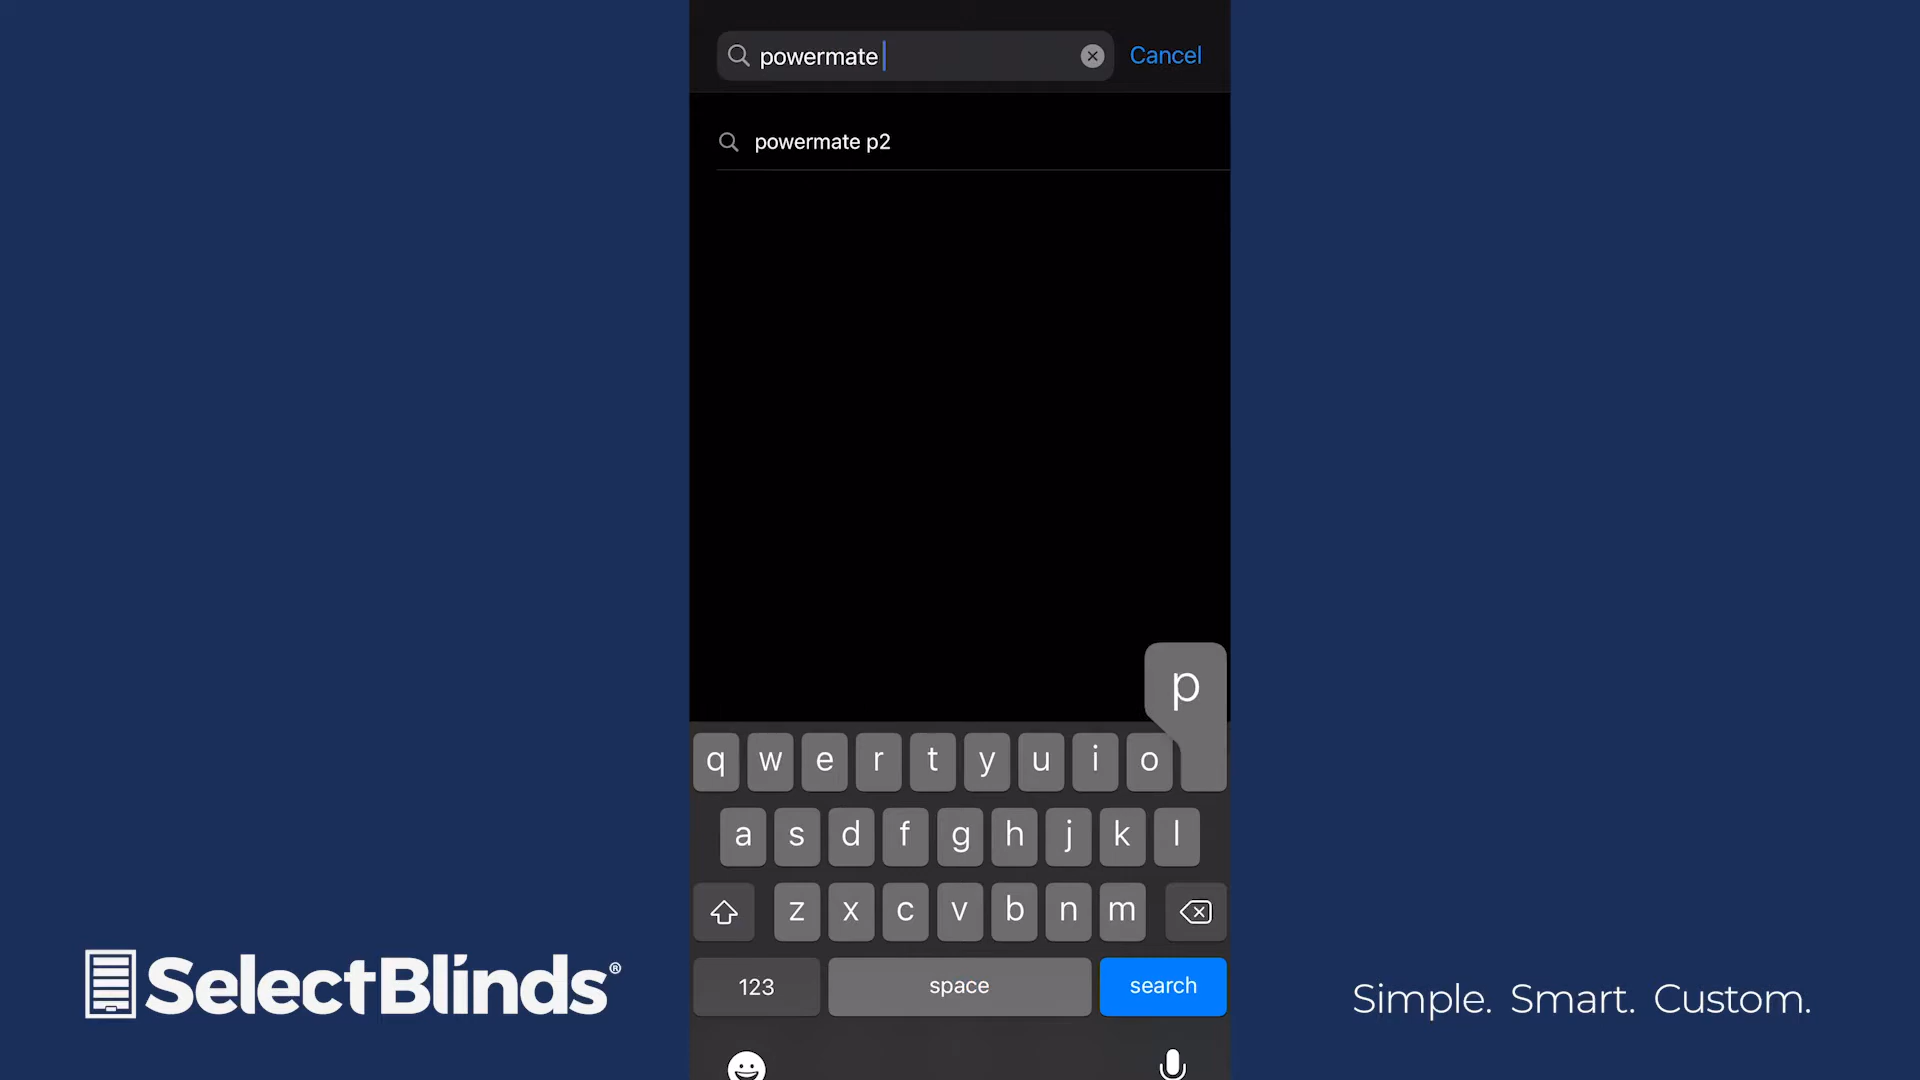 powermate
Cancel
powermate p2
p
q w e r t y u i o
a s d f g h j k l
z x c v b n m
123 space search
SelectBlinds®
Simple. Smart. Custom.